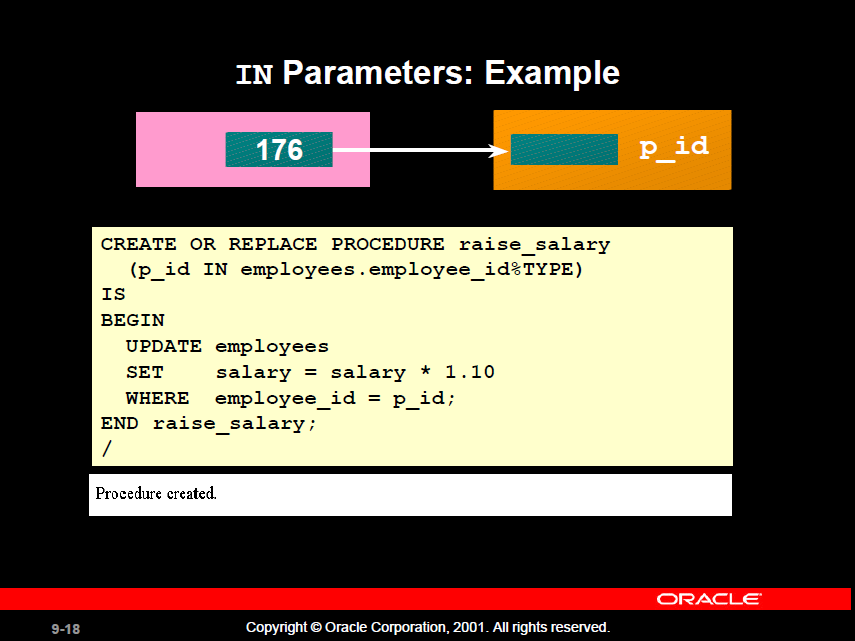 IN Parameters: Example
176
p_id
CREATE OR REPLACE PROCEDURE raise_salary
  (p_id IN employees.employee_id%TYPE)
IS
BEGIN
  UPDATE employees
  SET    salary = salary * 1.10
  WHERE  employee_id = p_id;
END raise_salary;
/
Procedure created.
ORACLE
9-18
Copyright © Oracle Corporation, 2001. All rights reserved.